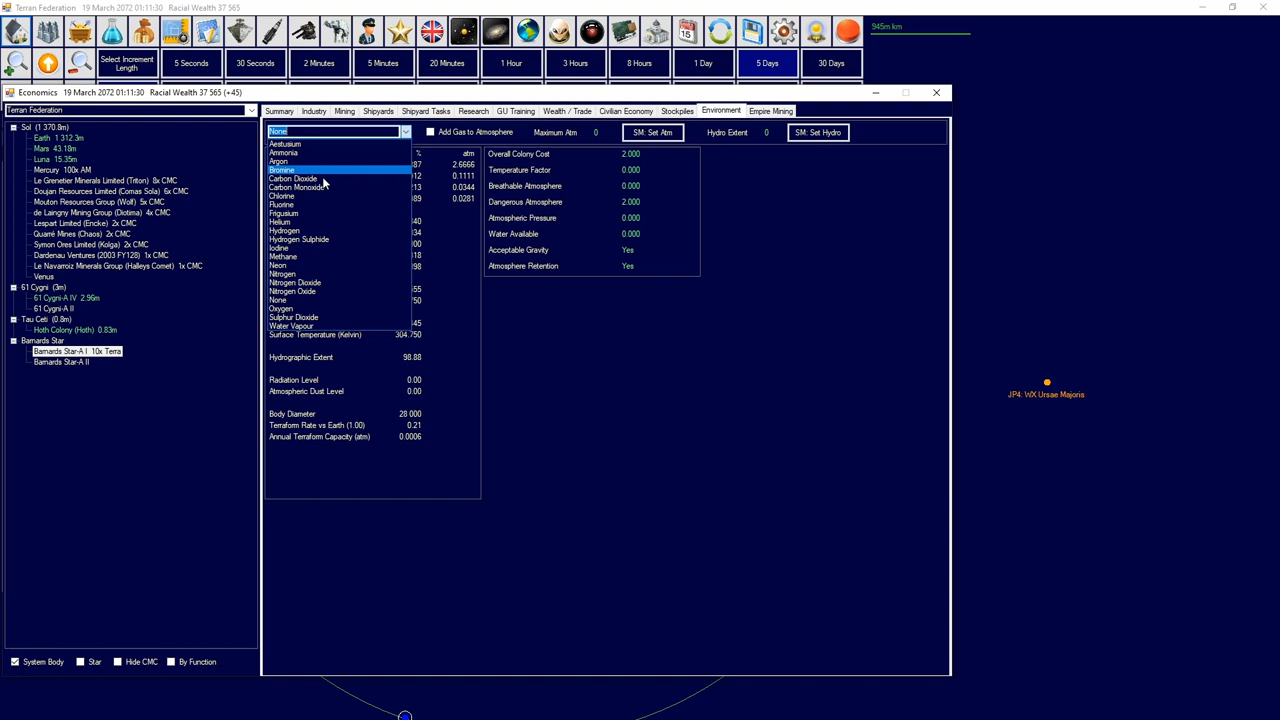 Terran Federation   19 March 2072 01:11:30   Racial Wealth 37 565
945m km
Select Increment Length
5 Seconds
30 Seconds
2 Minutes
5 Minutes
20 Minutes
1 Hour
3 Hours
8 Hours
1 Day
5 Days
30 Days
Economics   19 March 2072 01:11:30   Racial Wealth 37 565   (+45)
Terran Federation
Sol (1 370.8m)
Earth 1 312.3m
Mars 43.18m
Luna 15.35m
Mercury 100x AM
Le Grenetier Minerals Limited (Triton) 8x CMC
Doujan Resources Limited (Comas Sola) 6x CMC
Mouton Resources Group (Wolf) 5x CMC
de Laingny Mining Group (Diotima) 4x CMC
Lespart Limited (Encke) 2x CMC
Quarré Mines (Chaos) 2x CMC
Symon Ores Limited (Kolga) 2x CMC
Dardenau Ventures (2003 FY128) 1x CMC
Le Navarroiz Minerals Group (Halleys Comet) 1x CMC
Venus
61 Cygni (3m)
61 Cygni-A IV 2.96m
61 Cygni-A II
Tau Ceti (0.8m)
Hoth Colony (Hoth) 0.83m
Barnards Star
Barnards Star-A I 10x Terra
Barnards Star-A II
System Body
Star
Hide CMC
By Function
Summary
Industry
Mining
Shipyards
Shipyard Tasks
Research
GU Training
Wealth / Trade
Civilian Economy
Stockpiles
Environment
Empire Mining
None
Add Gas to Atmosphere
Maximum Atm 0
SM: Set Atm
Hydro Extent 0
SM: Set Hydro
Aestusium
Ammonia
Argon
Bromine
Carbon Dioxide
Carbon Monoxide
Chlorine
Fluorine
Frigusium
Helium
Hydrogen
Hydrogen Sulphide
Iodine
Methane
Neon
Nitrogen
Nitrogen Dioxide
Nitrogen Oxide
None
Oxygen
Sulphur Dioxide
Water Vapour
% atm
87 2.6666
12 0.1111
213 0.0344
089 0.0281
Surface Temperature (Kelvin) 304.750
Hydrographic Extent 98.88
Radiation Level 0.00
Atmospheric Dust Level 0.00
Body Diameter 28 000
Terraform Rate vs Earth (1.00) 0.21
Annual Terraform Capacity (atm) 0.0006
Overall Colony Cost 2.000
Temperature Factor 0.000
Breathable Atmosphere 0.000
Dangerous Atmosphere 2.000
Atmospheric Pressure 0.000
Water Available 0.000
Acceptable Gravity Yes
Atmosphere Retention Yes
JP4: WX Ursae Majoris